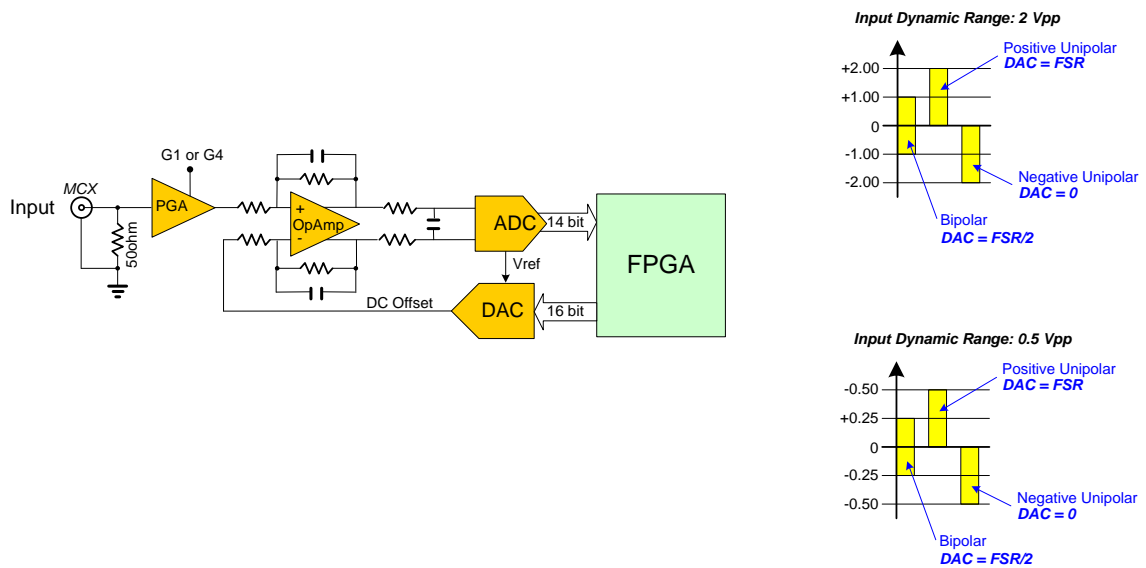 Input Dynamic Range: 2 Vpp
Positive Unipolar
DAC = FSR
+2.00
+1.00
0
-1.00
-2.00
Negative Unipolar
DAC = 0
Bipolar
DAC = FSR/2
G1 or G4
MCX
Input
PGA
50ohm
+
OpAmp
-
ADC
14 bit
FPGA
Vref
DC Offset
DAC
16 bit
Input Dynamic Range: 0.5 Vpp
Positive Unipolar
DAC = FSR
-0.50
+0.25
0
-0.25
-0.50
Negative Unipolar
DAC = 0
Bipolar
DAC = FSR/2